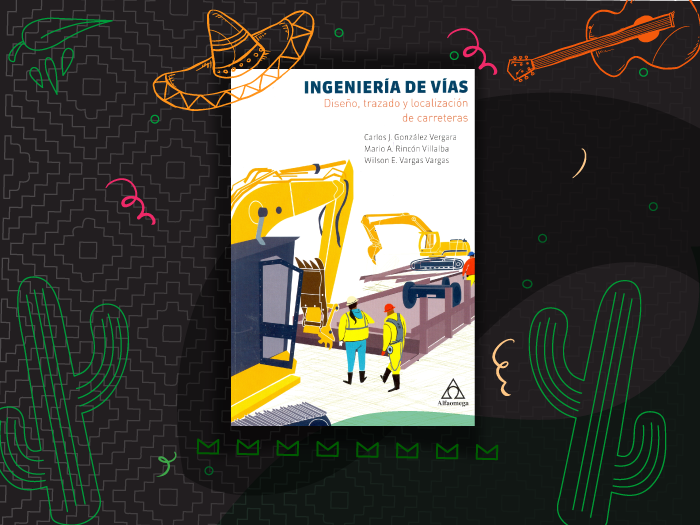 INGENIERÍA DE VÍAS
Diseño, trazado y localización
de carreteras
Carlos J. González Vergara
Mario A. Rincón Villalba
Wilson E. Vargas Vargas
Alfaomega